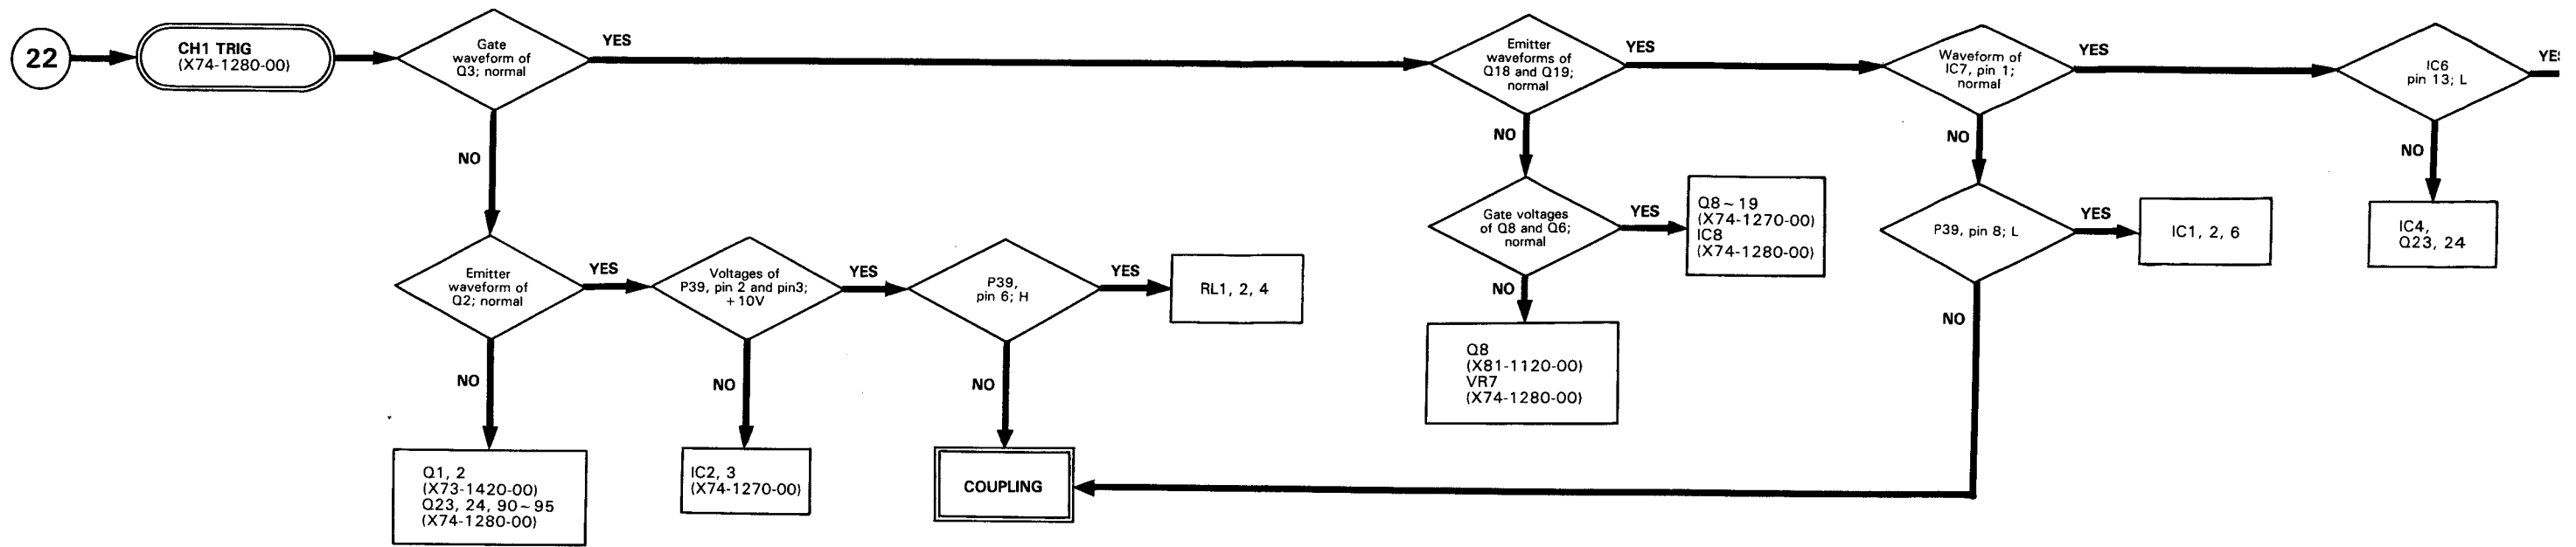 22
CH1 TRIG
(X74-1280-00)
Gate
waveform of
Q3; normal
YES
NO
Emitter
waveforms of
Q18 and Q19;
normal
YES
NO
Waveform of
IC7, pin 1;
normal
YES
NO
IC6
pin 13; L
YES
NO
Gate voltages
of Q8 and Q6;
normal
YES
NO
Q8~19
(X74-1270-00)
IC8
(X74-1280-00)
P39, pin 8; L
YES
NO
IC1, 2, 6
IC4,
Q23, 24
Emitter
waveform of
Q2; normal
YES
NO
Voltages of
P39, pin 2 and pin3;
+10V
YES
NO
P39,
pin 6; H
YES
NO
RL1, 2, 4
Q8
(X81-1120-00)
VR7
(X74-1280-00)
Q1, 2
(X73-1420-00)
Q23, 24, 90~95
(X74-1280-00)
IC2, 3
(X74-1270-00)
COUPLING